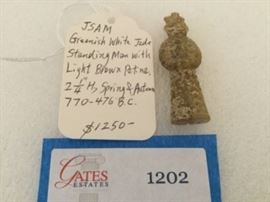 JSAM
Greenish White Jade
Standing Man with
Light Brown Patine,
2 1/4" H, Spring & Autumn
770-476 B.C.
$1250-
GATES
ESTATES
1202